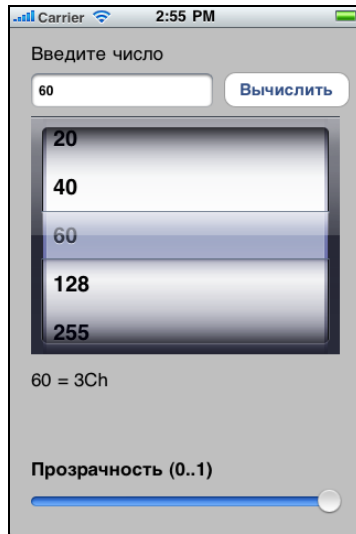 Carrier 2:55 PM
Введите число
60 Вычислить
20
40
60
128
255
60 = 3Ch
Прозрачность (0..1)